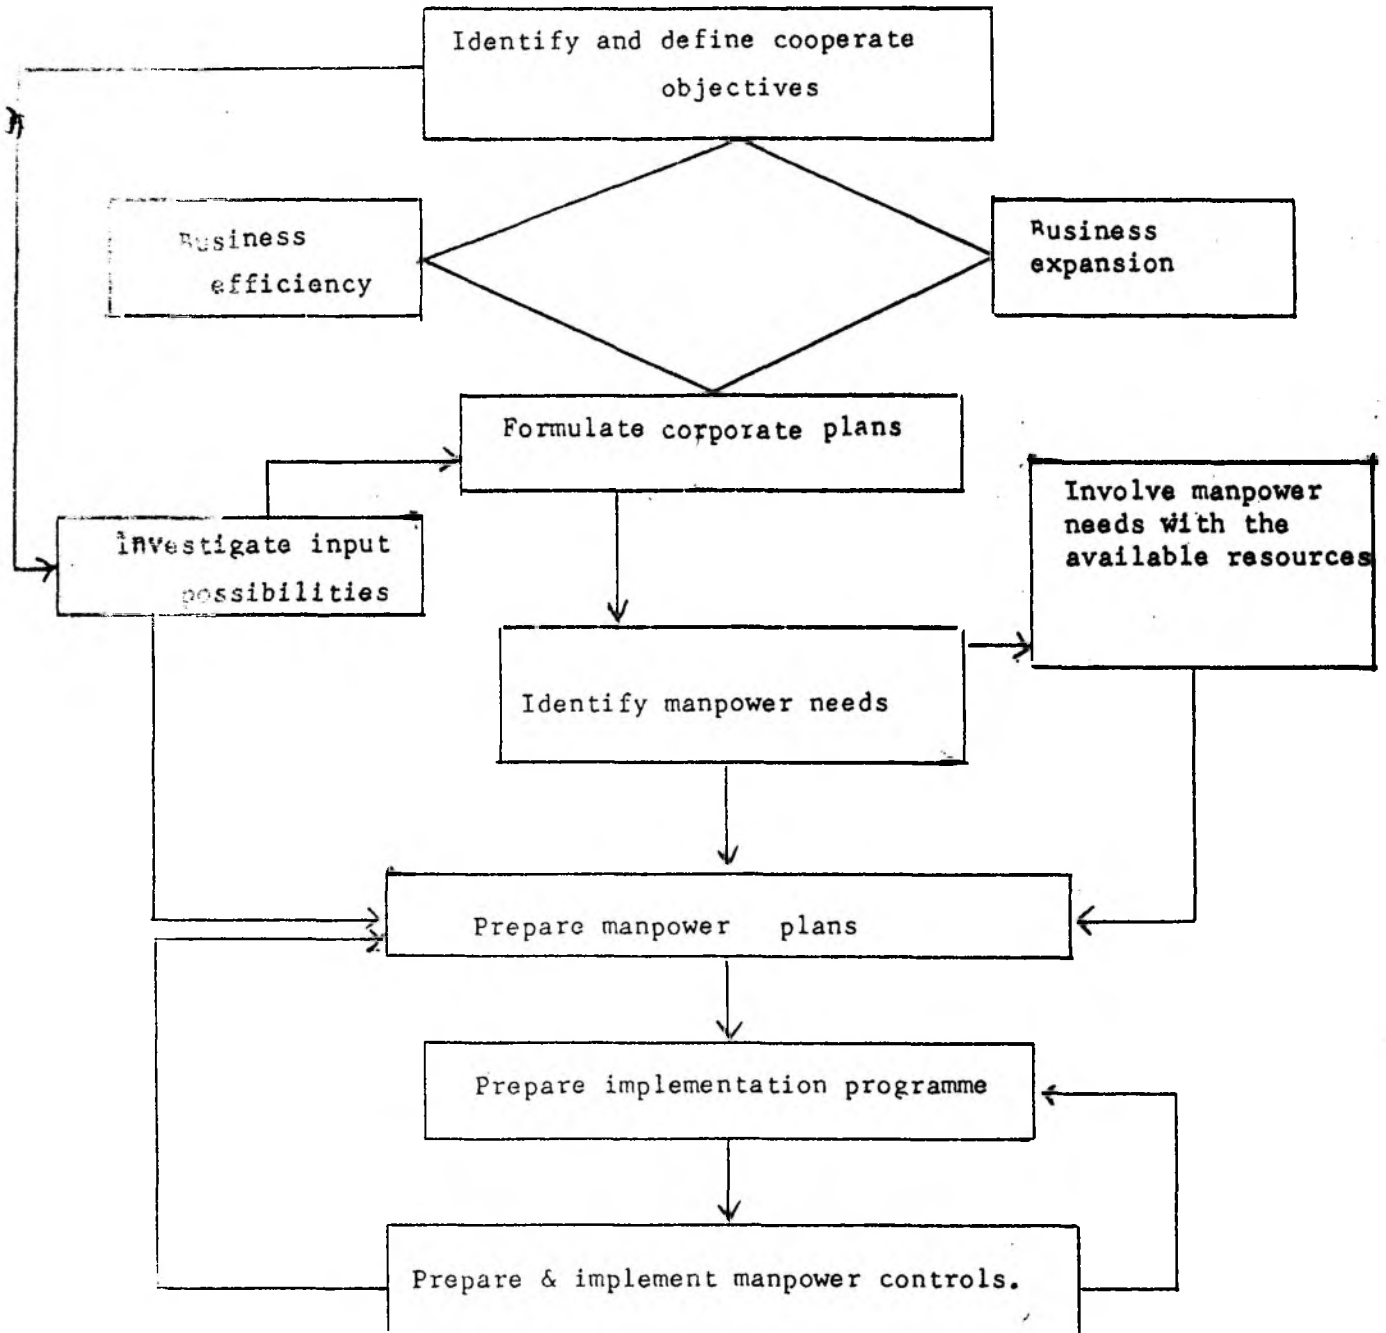 Identify and define cooperate
objectives
Business
efficiency
Business
expansion
Formulate corporate plans
Investigate input
possibilities
Involve manpower
needs with the
available resources
Identify manpower needs
Prepare manpower plans
Prepare implementation programme
Prepare & implement manpower controls.